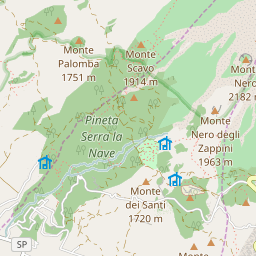 Monte
Palomba
1751 m
Monte
Scavo
1914 m
Monte
Nero
2182 m
Pineta
Serra la
Nave
Monte
Nero degli
Zappini
1963 m
Monte
dei Santi
1720 m
SP